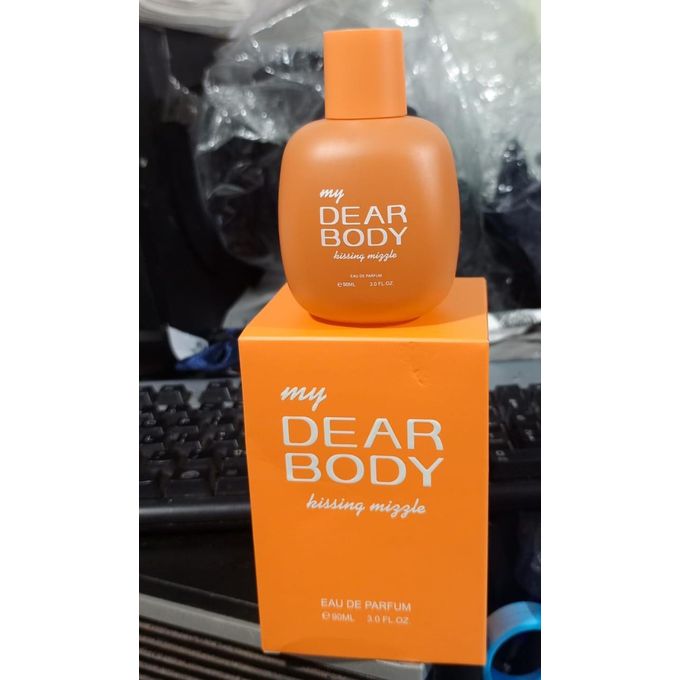 my
DEAR
BODY
kissing mizzle
EAU DE PARFUM
℮90ML 3.0 FL.OZ.
my
DEAR
BODY
kissing mizzle
EAU DE PARFUM
℮90ML 3.0 FL.OZ.